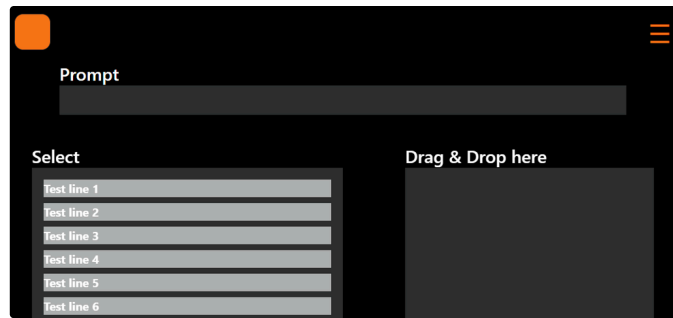 Prompt
Select
Test line 1
Test line 2
Test line 3
Test line 4
Test line 5
Test line 6
Drag & Drop here